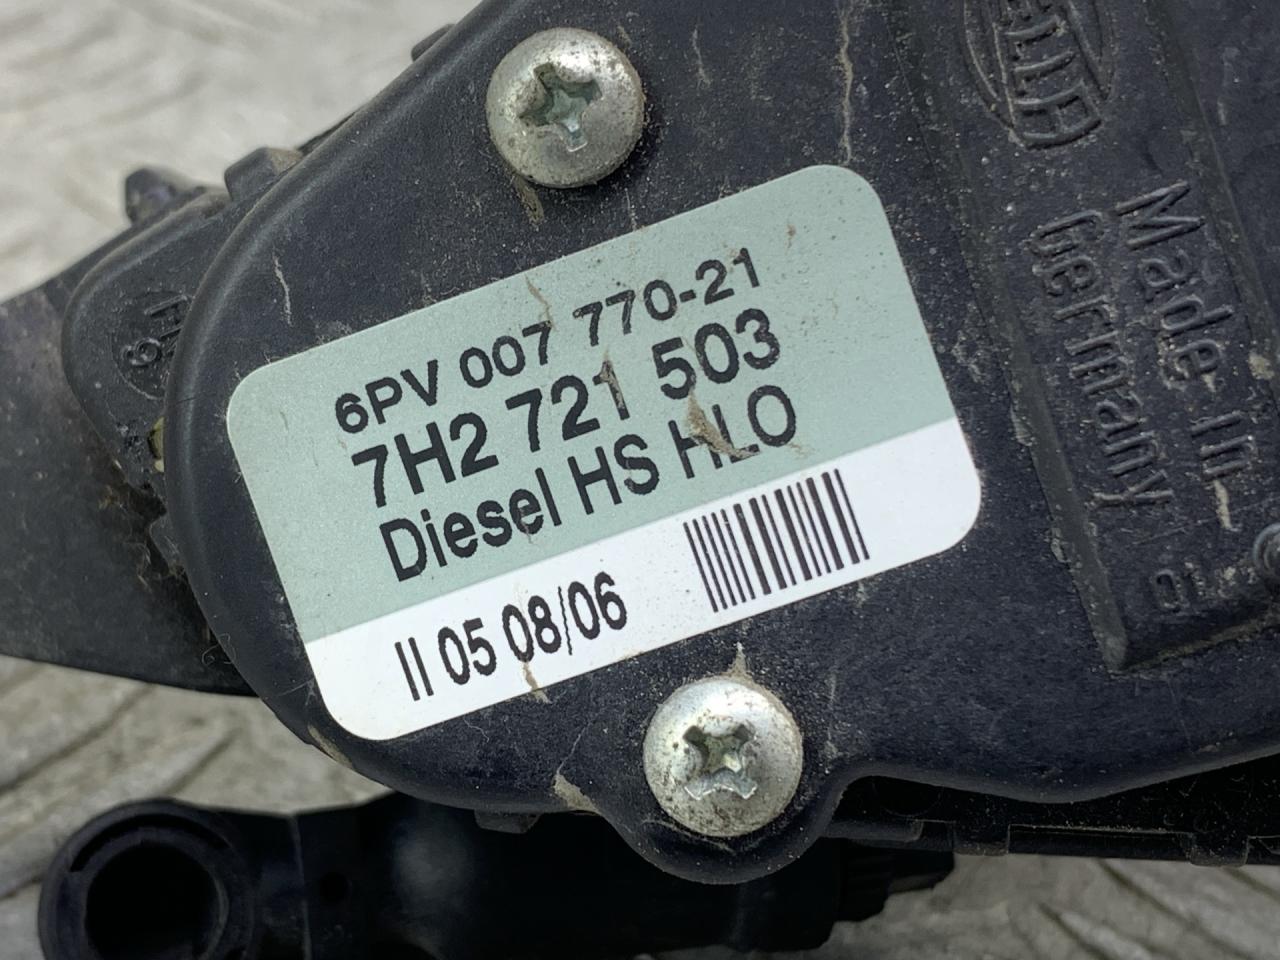 6PV 007 770-21
7H2 721 503
Diesel HS HLO
II 05 08/06
Made in
Germany